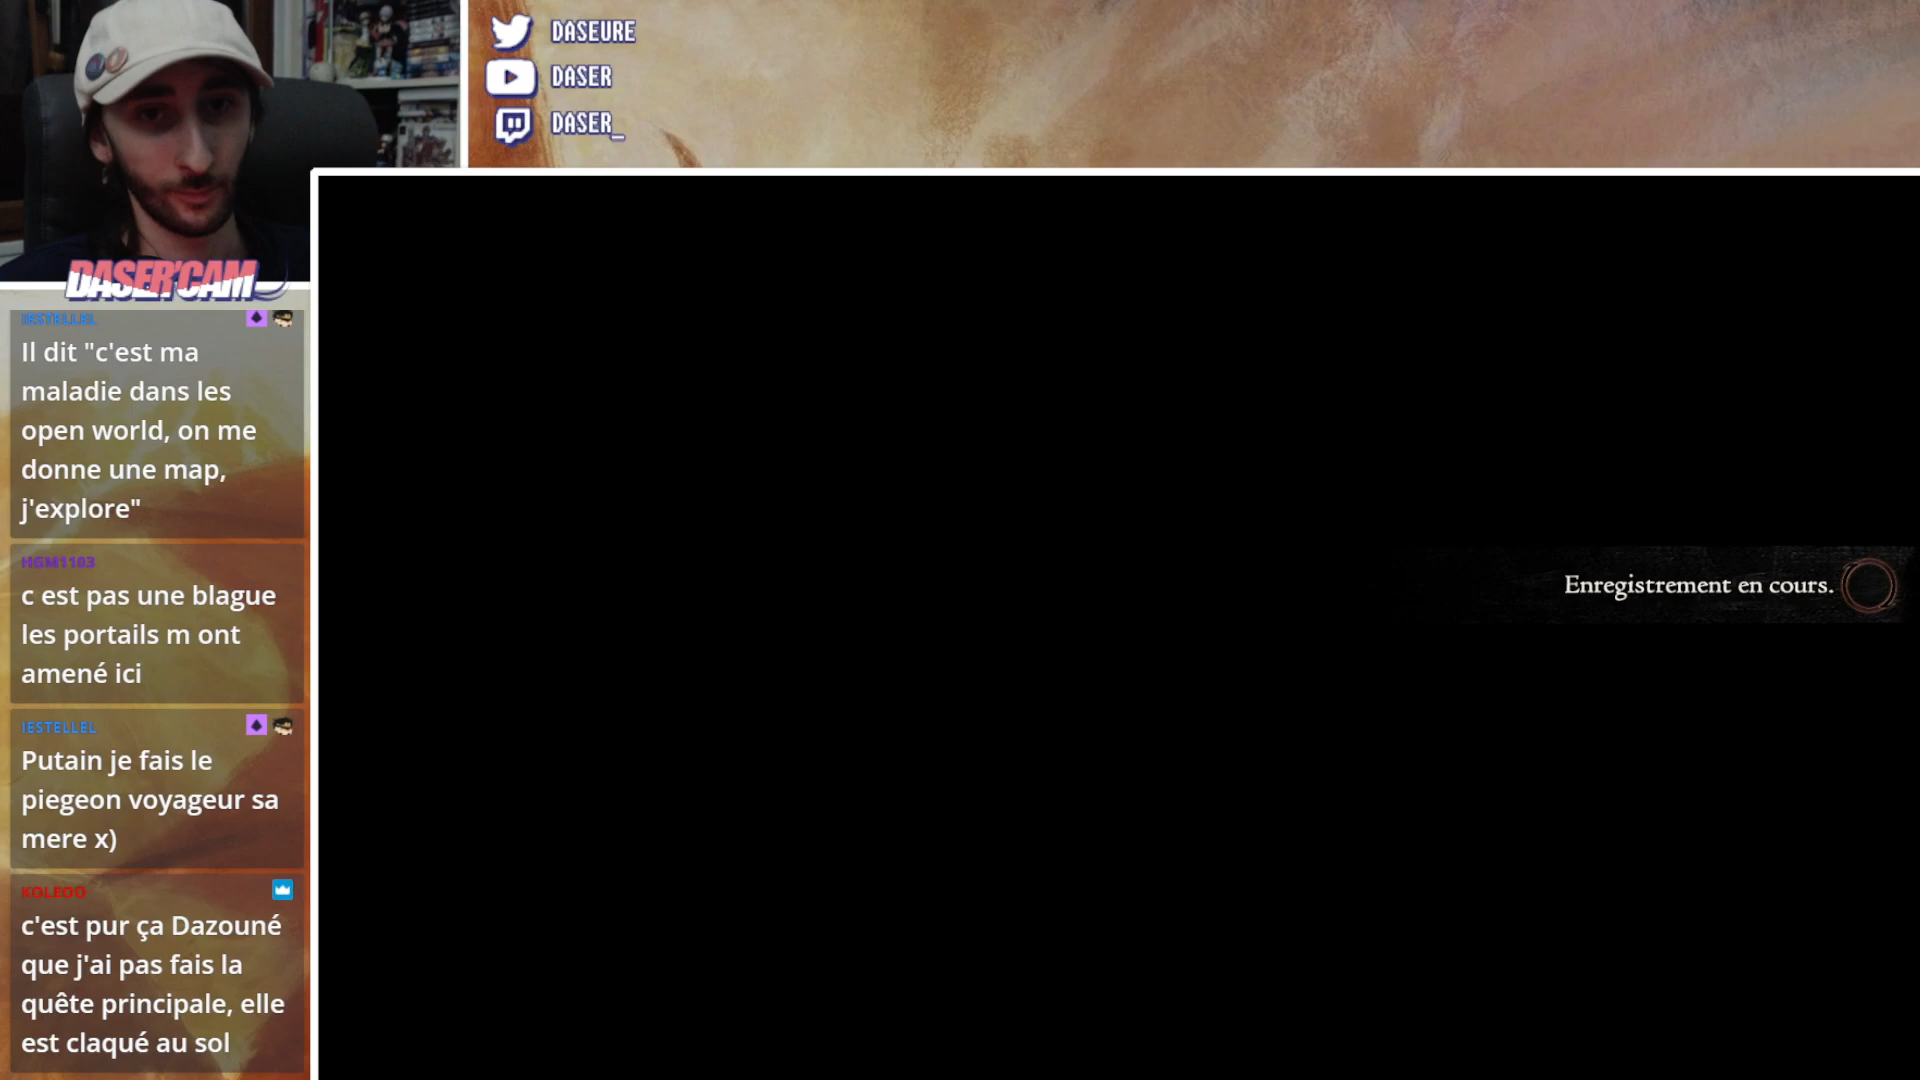 DASEURE
DASER
DASER_
DASER'CAM
IESTELLEL
Il dit "c'est ma
maladie dans les
open world, on me
donne une map,
j'explore"
HGM1103
c est pas une blague
les portails m ont
amené ici
IESTELLEL
Putain je fais le
piegeon voyageur sa
mere x)
KOLEOO
c'est pur ça Dazouné
que j'ai pas fais la
quête principale, elle
est claqué au sol
Enregistrement en cours.